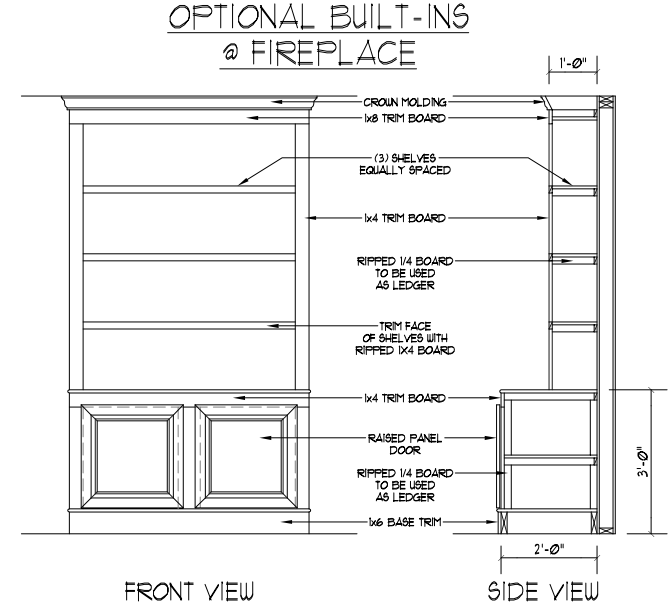 OPTIONAL BUILT-INS
@ FIREPLACE
1'-0"
CROWN MOLDING
1x8 TRIM BOARD
(3) SHELVES
EQUALLY SPACED
1x4 TRIM BOARD
RIPPED 1/4 BOARD
TO BE USED
AS LEDGER
TRIM FACE
OF SHELVES WITH
RIPPED 1X4 BOARD
1x4 TRIM BOARD
RAISED PANEL
DOOR
RIPPED 1/4 BOARD
TO BE USED
AS LEDGER
3'-0"
1x6 BASE TRIM
2'-0"
FRONT VIEW
SIDE VIEW